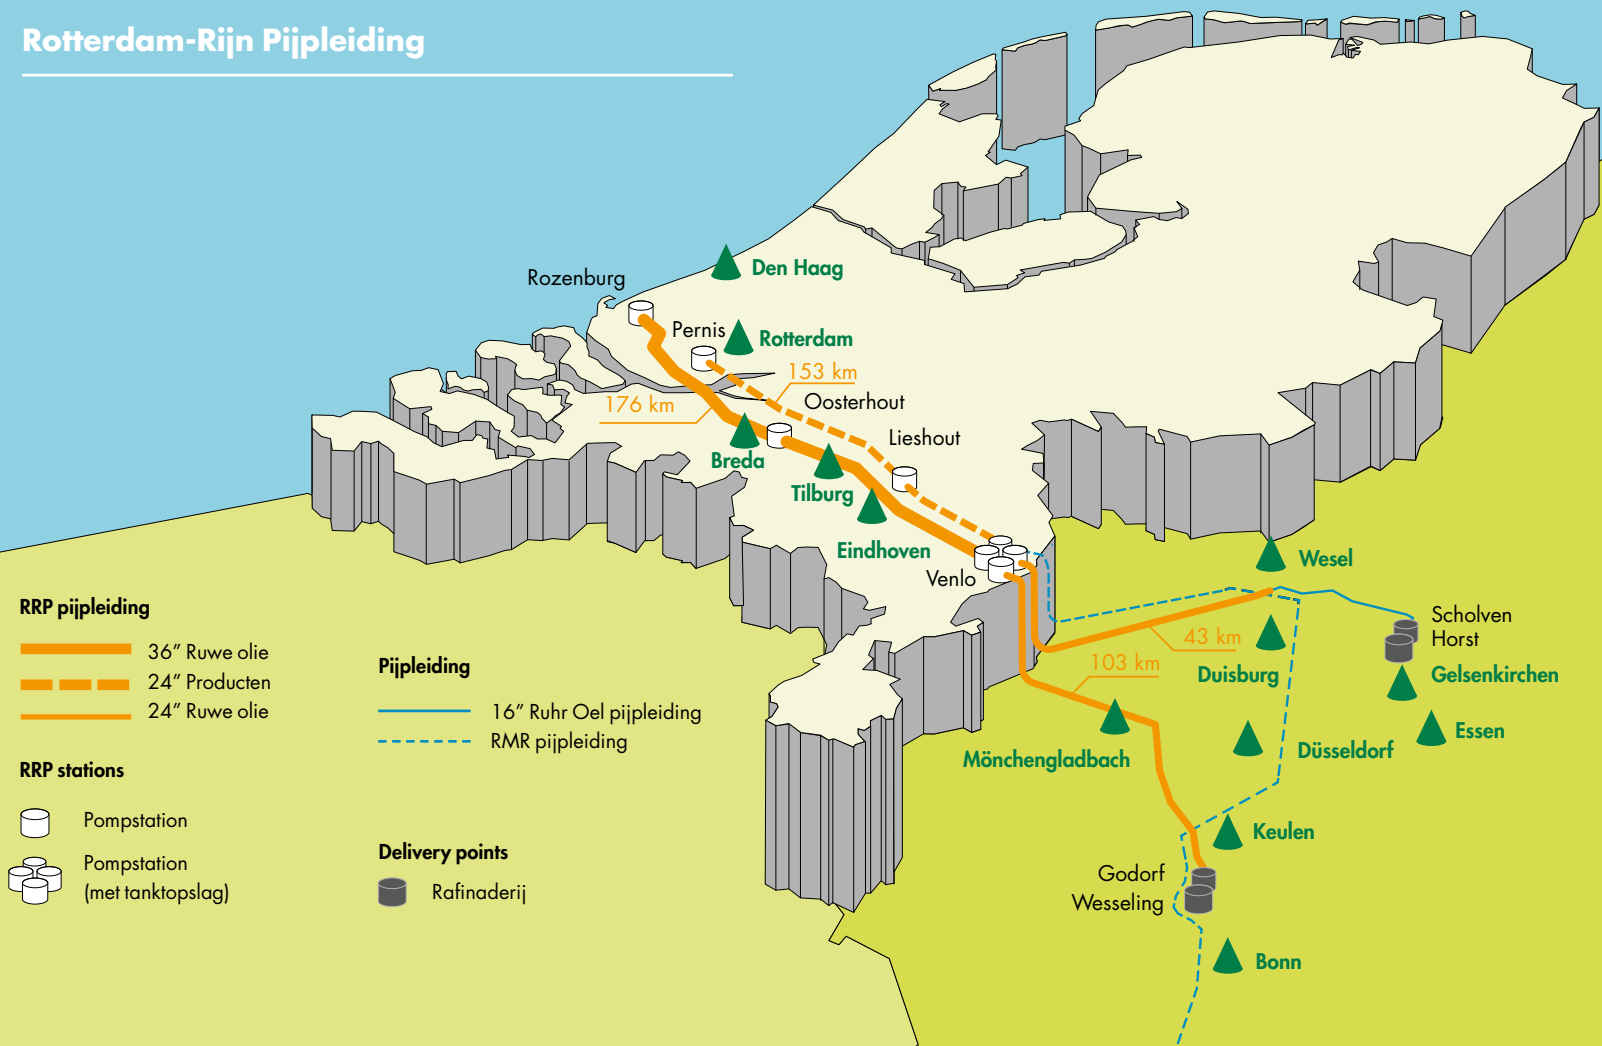 Rotterdam-Rijn Pijpleiding
Den Haag
Rozenburg
Pernis
Rotterdam
153 km
176 km
Oosterhout
Lieshout
Breda
Tilburg
Eindhoven
Venlo
Wesel
Scholven
Horst
43 km
103 km
Duisburg
Gelsenkirchen
Essen
Düsseldorf
Mönchengladbach
Keulen
Godorf
Wesseling
Bonn
RRP pijpleiding
36” Ruwe olie
24” Producten
24” Ruwe olie
RRP stations
Pompstation
Pompstation
(met tanktopslag)
Pijpleiding
16” Ruhr Oel pijpleiding
RMR pijpleiding
Delivery points
Rafinaderij